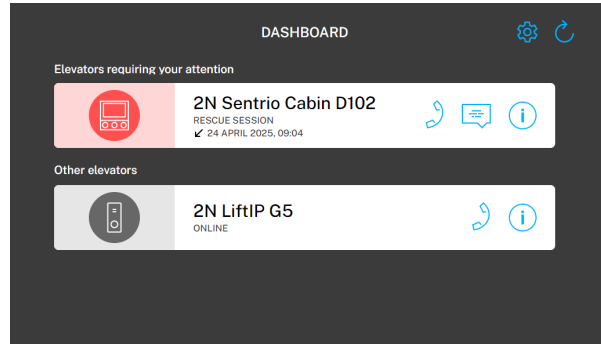 DASHBOARD
Elevators requiring your attention
2N Sentrio Cabin D102
RESCUE SESSION
↙ 24 APRIL 2025, 09:04
Other elevators
2N LiftIP G5
ONLINE